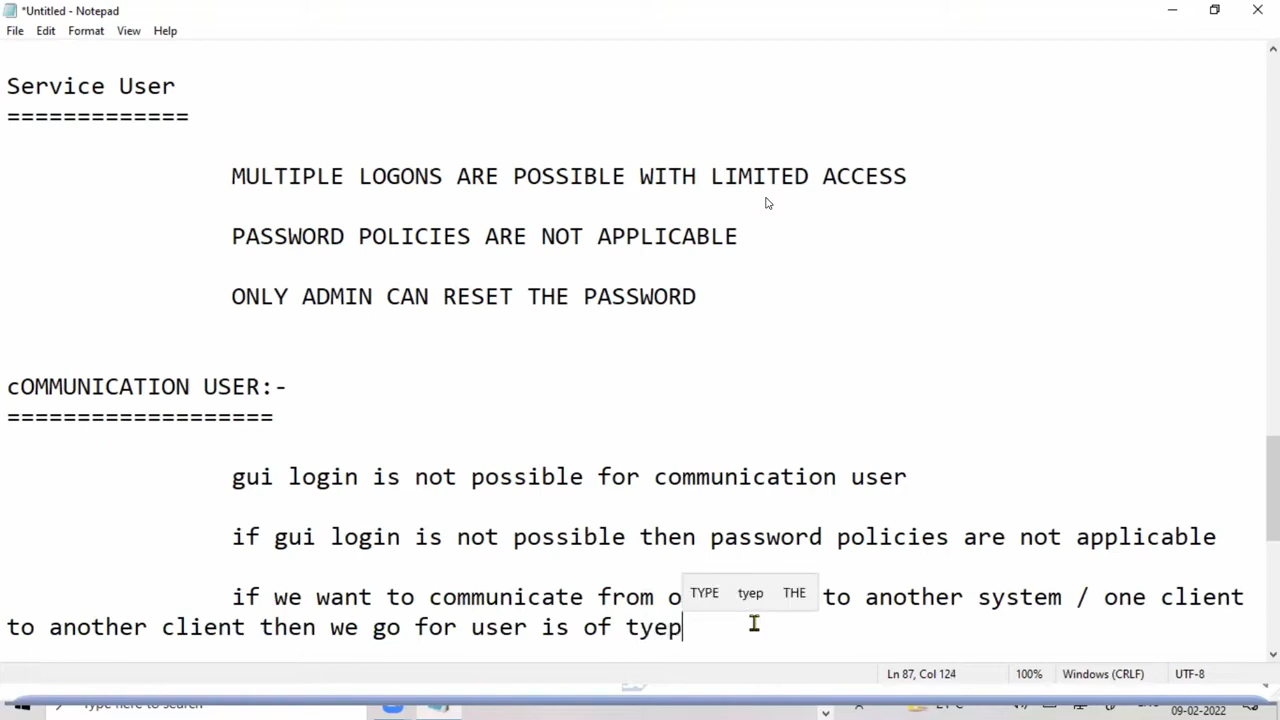 *Untitled - Notepad
File Edit Format View Help
Service User
=============
MULTIPLE LOGONS ARE POSSIBLE WITH LIMITED ACCESS
PASSWORD POLICIES ARE NOT APPLICABLE
ONLY ADMIN CAN RESET THE PASSWORD
cOMMUNICATION USER:-
===================
gui login is not possible for communication user
if gui login is not possible then password policies are not applicable
TYPE tyep THE
if we want to communicate from to another system / one client
to another client then we go for user is of tyep
Ln 87, Col 124 100% Windows (CRLF) UTF-8
Type here to search
09-02-2022